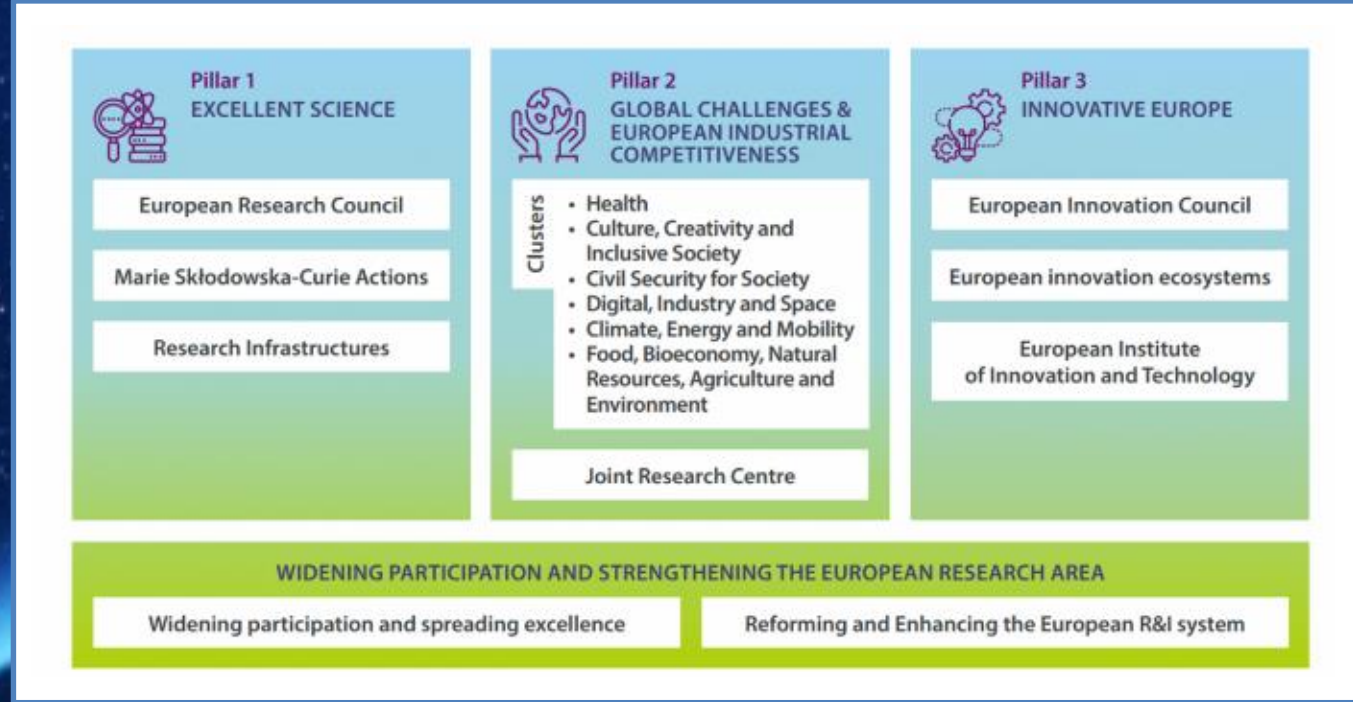 Pillar 1
EXCELLENT SCIENCE
European Research Council
Marie Skłodowska-Curie Actions
Research Infrastructures
Pillar 2
GLOBAL CHALLENGES &
EUROPEAN INDUSTRIAL
COMPETITIVENESS
Clusters
• Health
• Culture, Creativity and
Inclusive Society
• Civil Security for Society
• Digital, Industry and Space
• Climate, Energy and Mobility
• Food, Bioeconomy, Natural
Resources, Agriculture and
Environment
Joint Research Centre
Pillar 3
INNOVATIVE EUROPE
European Innovation Council
European innovation ecosystems
European Institute
of Innovation and Technology
WIDENING PARTICIPATION AND STRENGTHENING THE EUROPEAN RESEARCH AREA
Widening participation and spreading excellence
Reforming and Enhancing the European R&I system